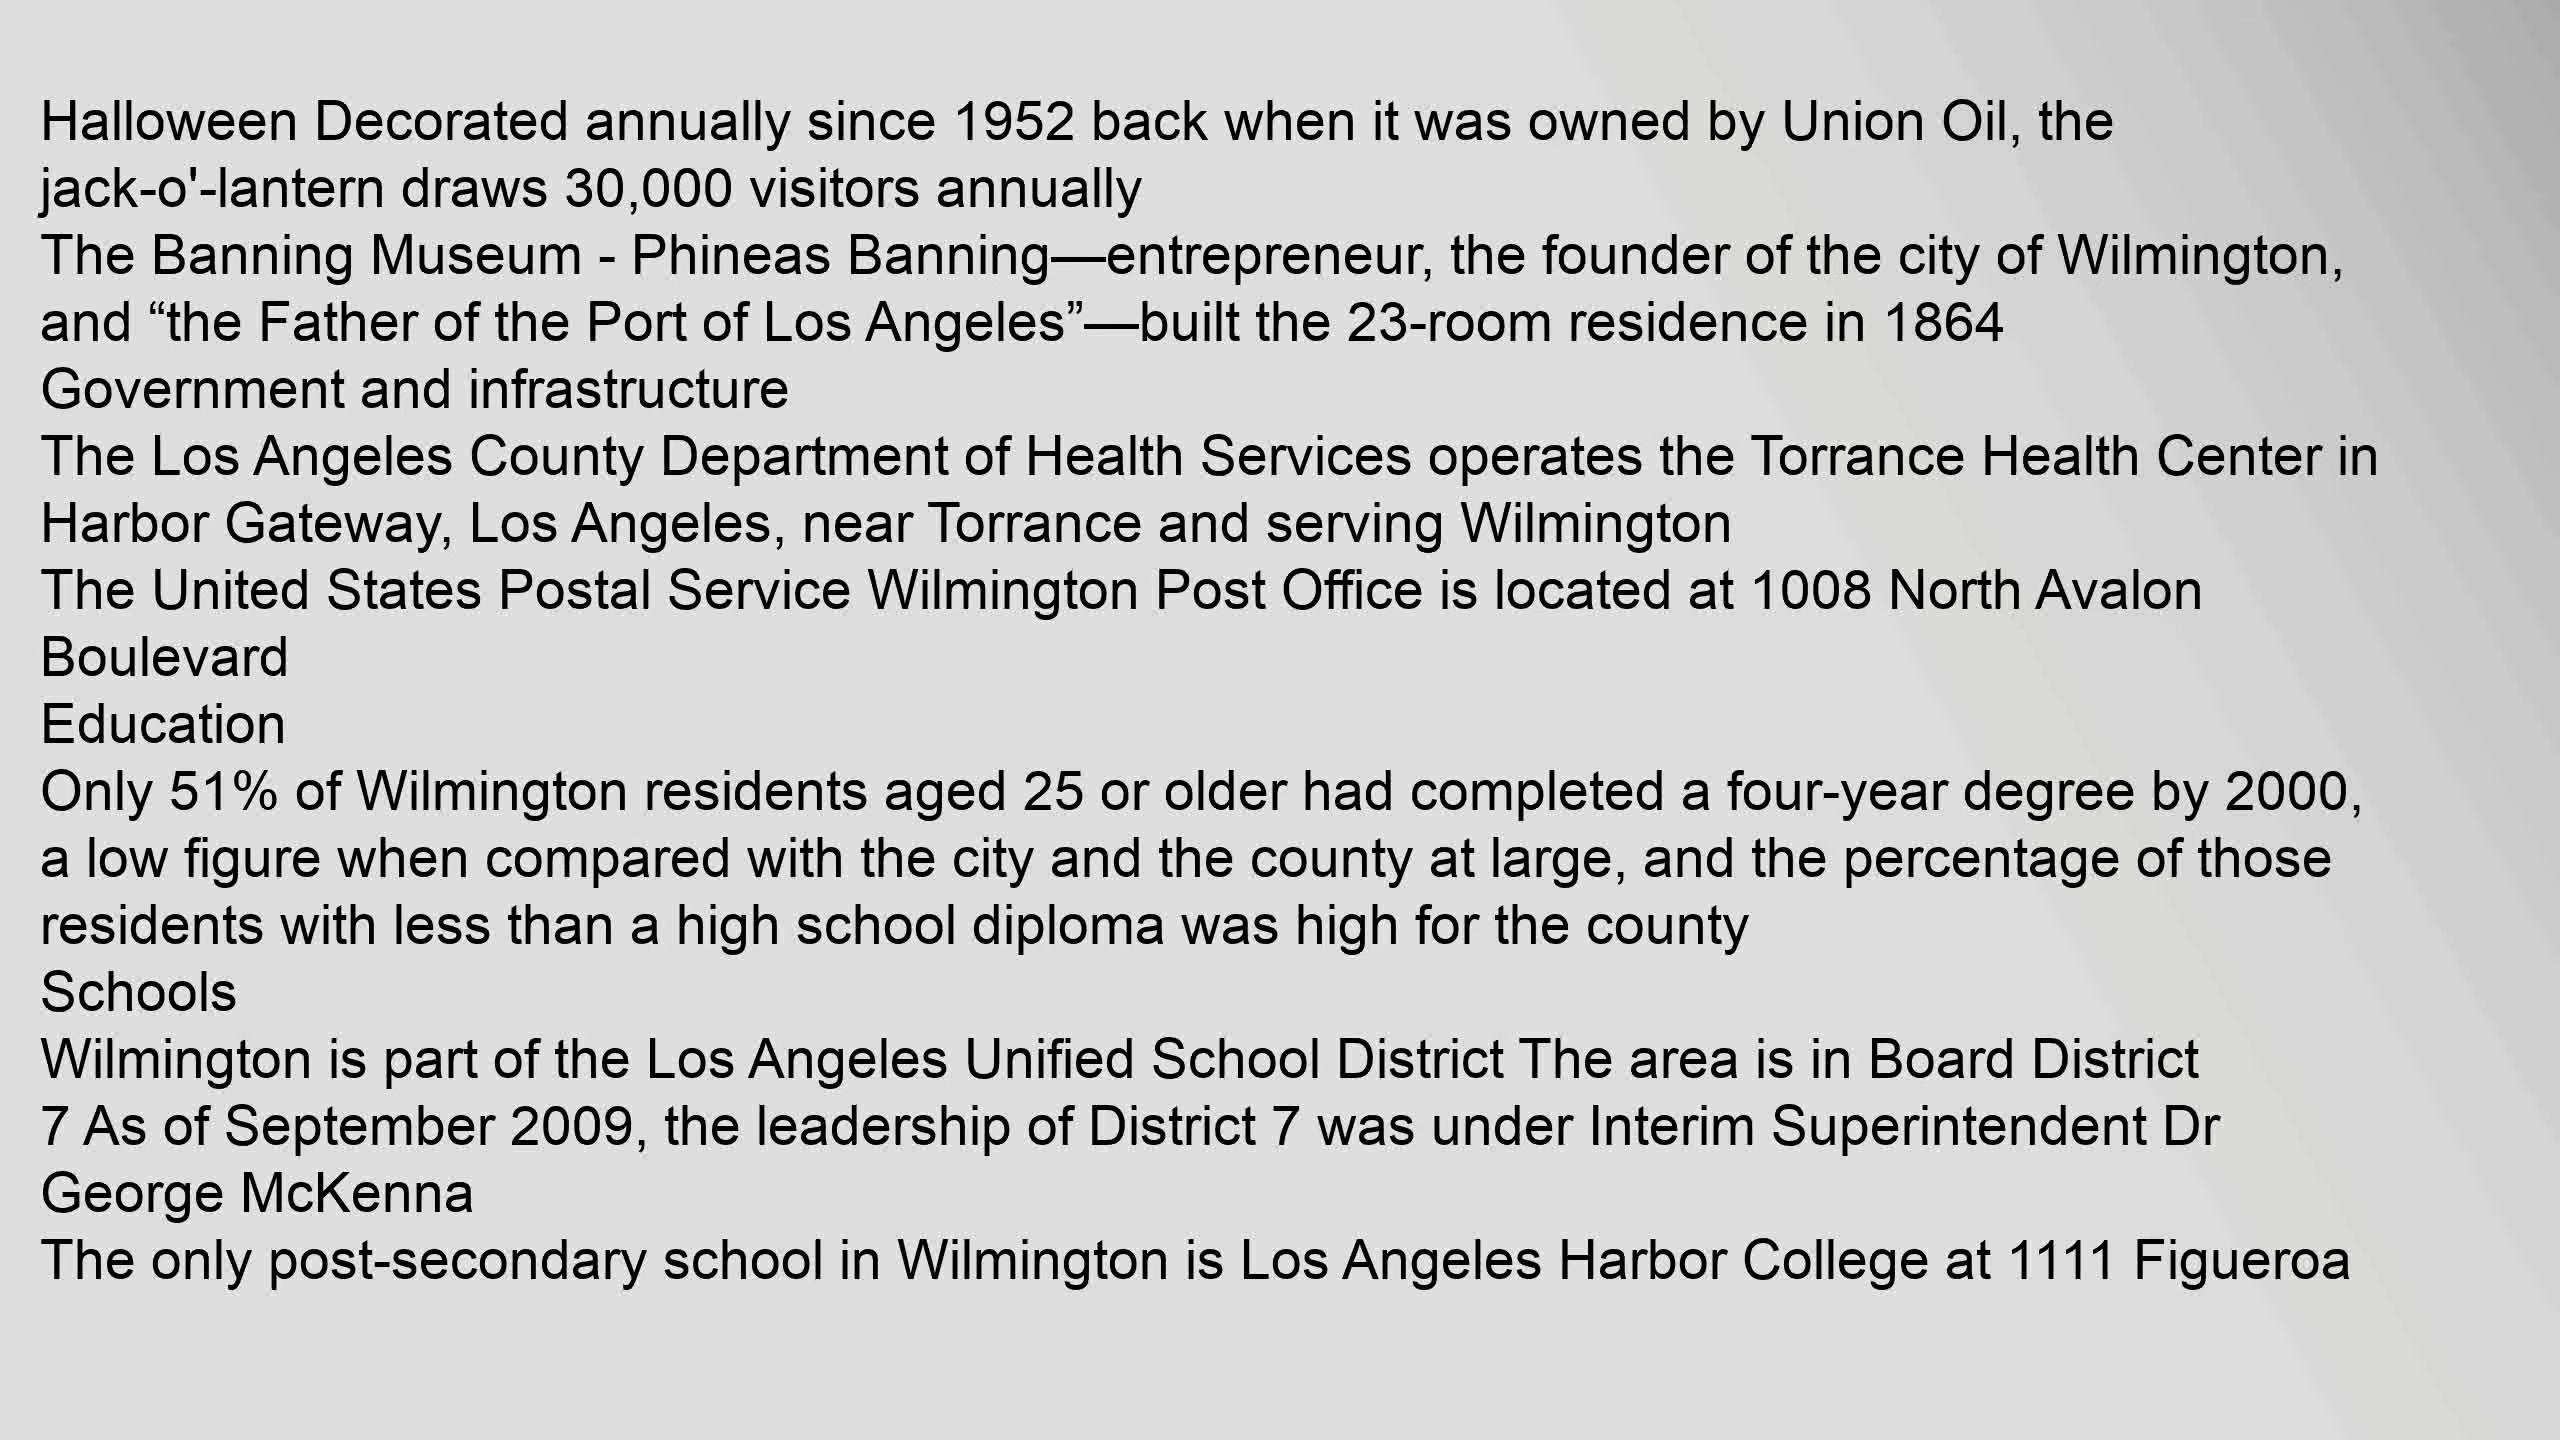 Halloween Decorated annually since 1952 back when it was owned by Union Oil, the
jack-o'-lantern draws 30,000 visitors annually
The Banning Museum - Phineas Banning—entrepreneur, the founder of the city of Wilmington,
and “the Father of the Port of Los Angeles”—built the 23-room residence in 1864
Government and infrastructure
The Los Angeles County Department of Health Services operates the Torrance Health Center in
Harbor Gateway, Los Angeles, near Torrance and serving Wilmington
The United States Postal Service Wilmington Post Office is located at 1008 North Avalon
Boulevard
Education
Only 51% of Wilmington residents aged 25 or older had completed a four-year degree by 2000,
a low figure when compared with the city and the county at large, and the percentage of those
residents with less than a high school diploma was high for the county
Schools
Wilmington is part of the Los Angeles Unified School District The area is in Board District
7 As of September 2009, the leadership of District 7 was under Interim Superintendent Dr
George McKenna
The only post-secondary school in Wilmington is Los Angeles Harbor College at 1111 Figueroa